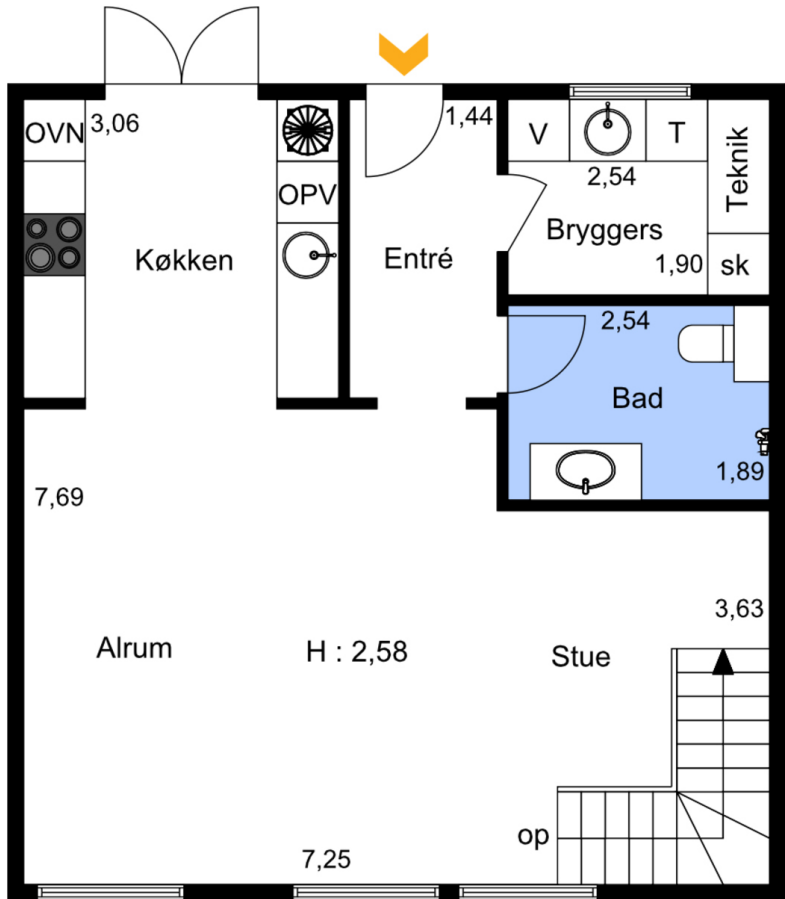 OVN
3,06
1,44
V
T
Teknik
OPV
2,54
Køkken
Entré
Bryggers
1,90
sk
2,54
Bad
1,89
7,69
3,63
Alrum
H : 2,58
Stue
op
7,25